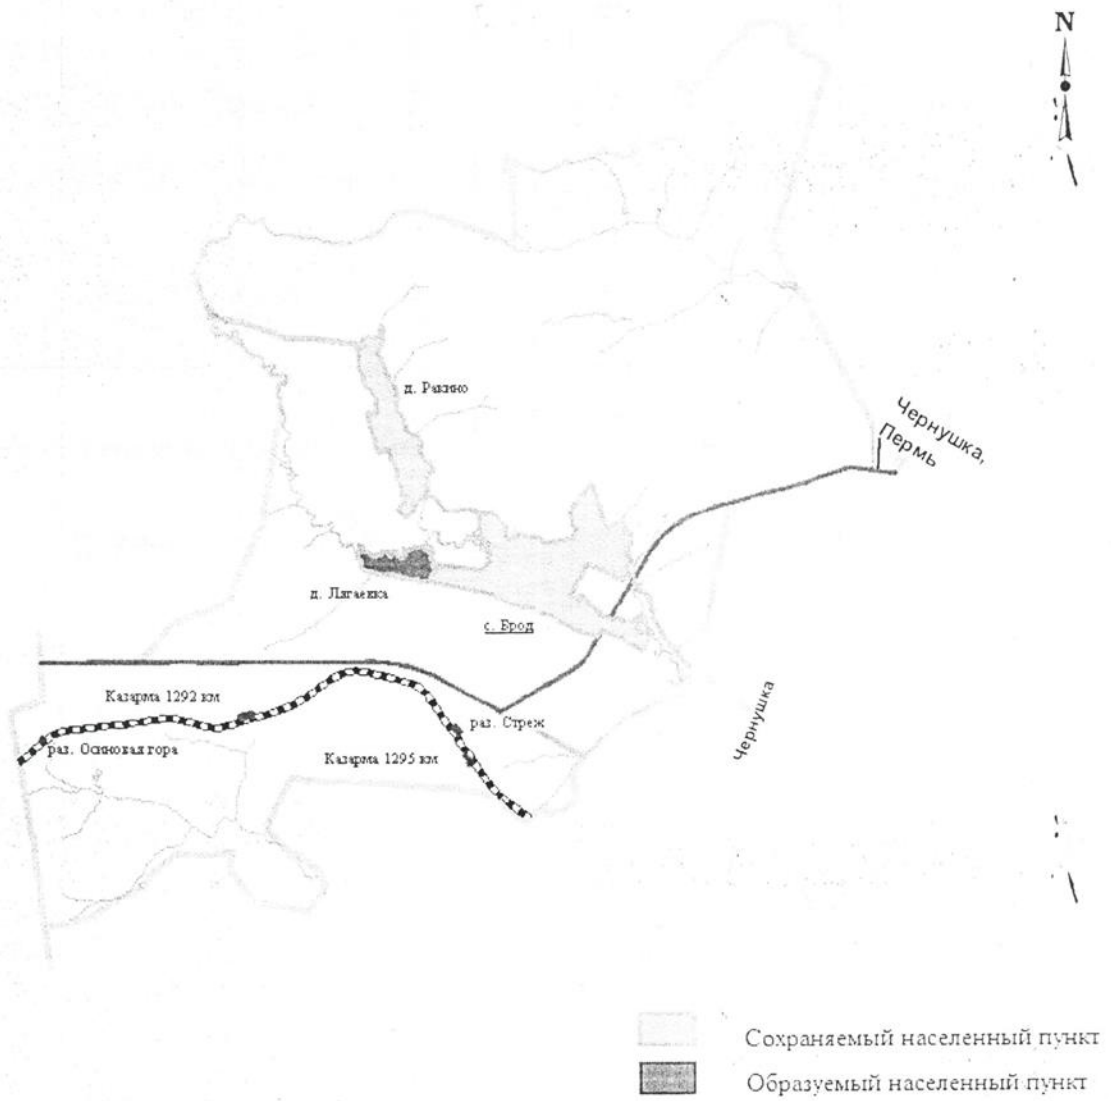 N
д. Ракино
Чернушка,
Пермь
д. Лягаевка
с. Брод
Казарма 1292 км
раз. Стреж
раз. Осиновая гора
Казарма 1295 км
Чернушка
Сохраняемый населенный пункт
Образуемый населенный пункт